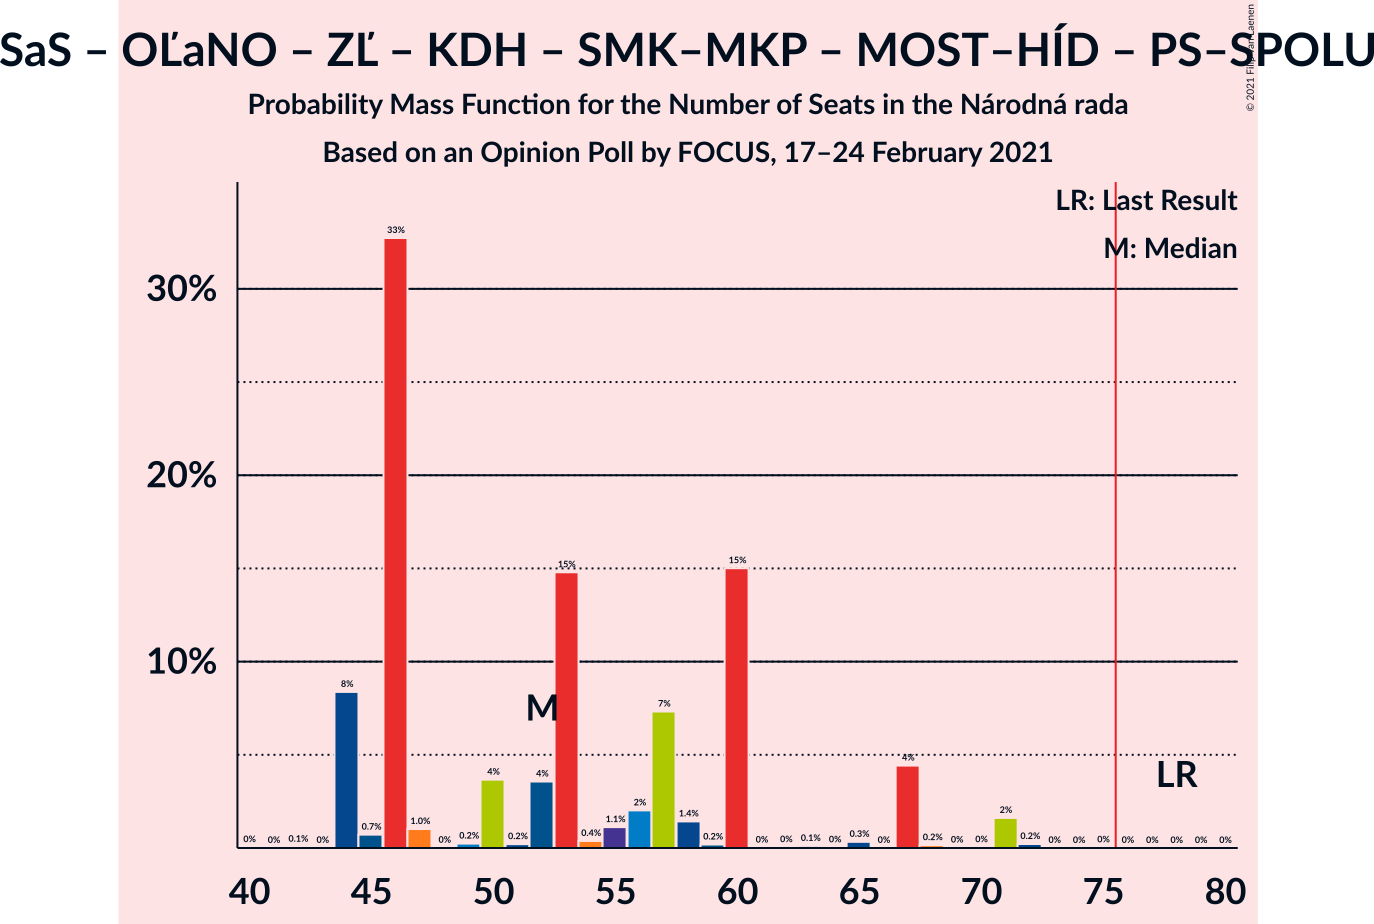 SaS – OĽaNO – ZĽ – KDH – SMK–MKP – MOST–HÍD – PS–SPOLU
© 2021 Filip van Laenen
Probability Mass Function for the Number of Seats in the Národná rada
Based on an Opinion Poll by FOCUS, 17–24 February 2021
LR: Last Result
M: Median
30%
20%
10%
0% 0% 0.1% 0% 8% 0.7% 33% 1.0% 0% 0.2% 4% 0.2% 4% 15% 0.4% 1.1% 2% 7% 1.4% 0.2% 15% 0% 0% 0.1% 0% 0.3% 0% 4% 0.2% 0% 0% 2% 0.2% 0% 0% 0% 0% 0% 0% 0% 0%
M
LR
40 45 50 55 60 65 70 75 80